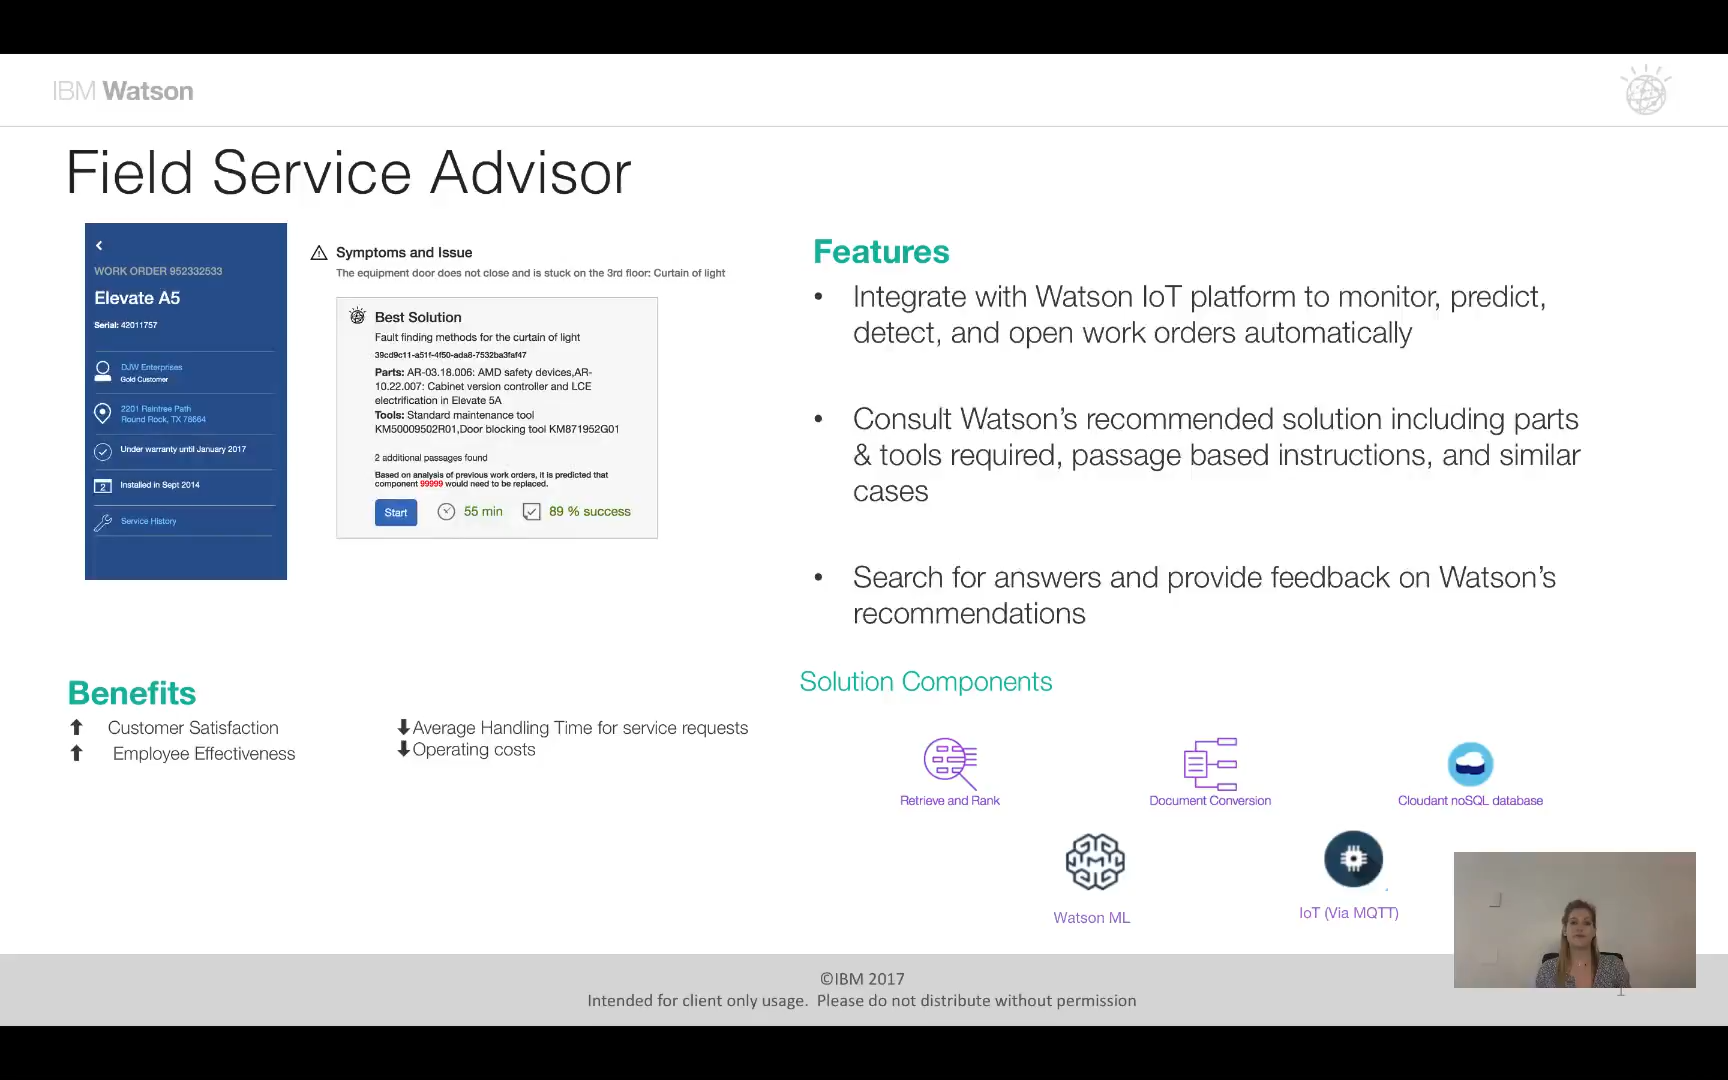 IBM Watson
Field Service Advisor
WORK ORDER 952332533
Elevate A5
Serial: 42011757
DJW Enterprises
Gold Customer
2201 Raintree Path
Round Rock, TX 78664
Under warranty until January 2017
2
Installed in Sept 2014
Service History
Symptoms and Issue
The equipment door does not close and is stuck on the 3rd floor: Curtain of light
Best Solution
Fault finding methods for the curtain of light
39cd9c11-a51f-4f50-ada8-7532ba3faf47
Parts: AR-03.18.006: AMD safety devices,AR-
10.22.007: Cabinet version controller and LCE
electrification in Elevate 5A
Tools: Standard maintenance tool
KM50009502R01,Door blocking tool KM871952G01
2 additional passages found
Based on analysis of previous work orders, it is predicted that
component 99999 would need to be replaced.
Start
55 min
89 % success
Features
• Integrate with Watson IoT platform to monitor, predict,
detect, and open work orders automatically
• Consult Watson’s recommended solution including parts
& tools required, passage based instructions, and similar
cases
• Search for answers and provide feedback on Watson’s
recommendations
Benefits
Customer Satisfaction
Employee Effectiveness
Average Handling Time for service requests
Operating costs
Solution Components
Retrieve and Rank
Document Conversion
Cloudant noSQL database
Watson ML
IoT (Via MQTT)
©IBM 2017
Intended for client only usage.  Please do not distribute without permission
1